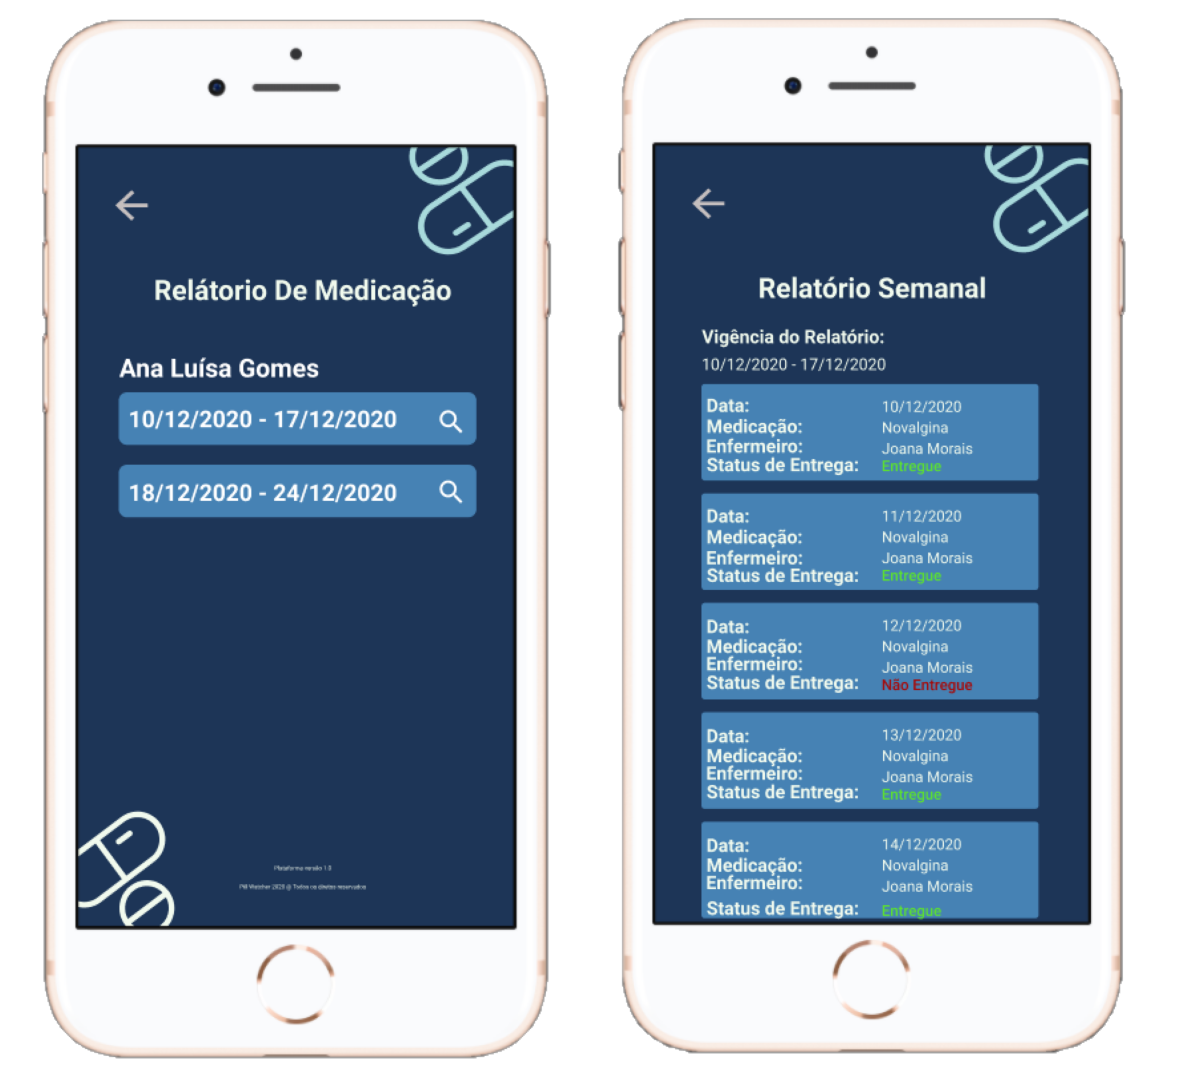 Relátorio De Medicação
Ana Luísa Gomes
10/12/2020 - 17/12/2020
18/12/2020 - 24/12/2020
Plataforma versão 1.0
Pill Watcher 2020 @ Todos os direitos reservados
Relatório Semanal
Vigência do Relatório:
10/12/2020 - 17/12/2020
Data: 10/12/2020
Medicação: Novalgina
Enfermeiro: Joana Morais
Status de Entrega: Entregue
Data: 11/12/2020
Medicação: Novalgina
Enfermeiro: Joana Morais
Status de Entrega: Entregue
Data: 12/12/2020
Medicação: Novalgina
Enfermeiro: Joana Morais
Status de Entrega: Não Entregue
Data: 13/12/2020
Medicação: Novalgina
Enfermeiro: Joana Morais
Status de Entrega: Entregue
Data: 14/12/2020
Medicação: Novalgina
Enfermeiro: Joana Morais
Status de Entrega: Entregue